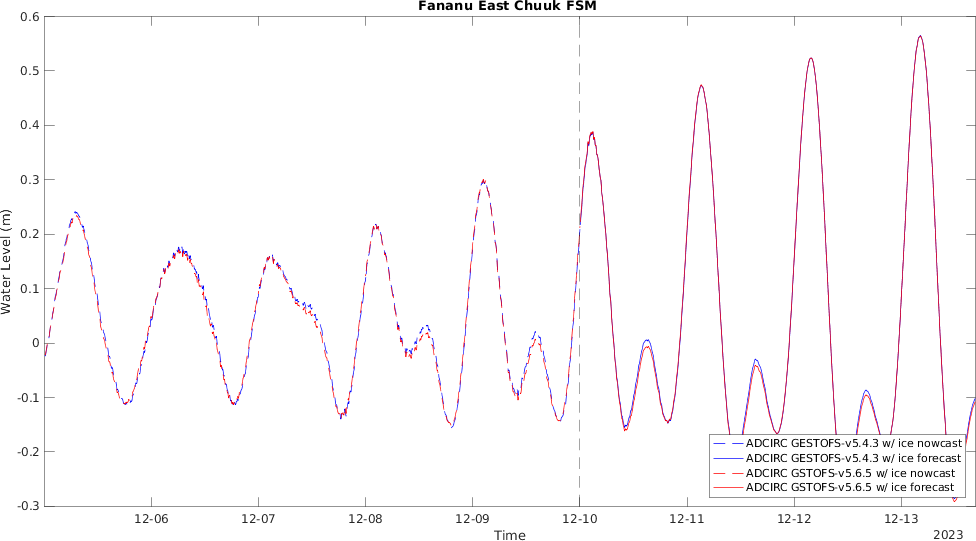 Fananu East Chuuk FSM
0.6
0.5
0.4
0.3
0.2
0.1
0
-0.1
-0.2
-0.3
Water Level (m)
ADCIRC GESTOFS-v5.4.3 w/ ice nowcast
ADCIRC GESTOFS-v5.4.3 w/ ice forecast
ADCIRC GSTOFS-v5.6.5 w/ ice nowcast
ADCIRC GSTOFS-v5.6.5 w/ ice forecast
12-06 12-07 12-08 12-09 12-10 12-11 12-12 12-13
Time
2023